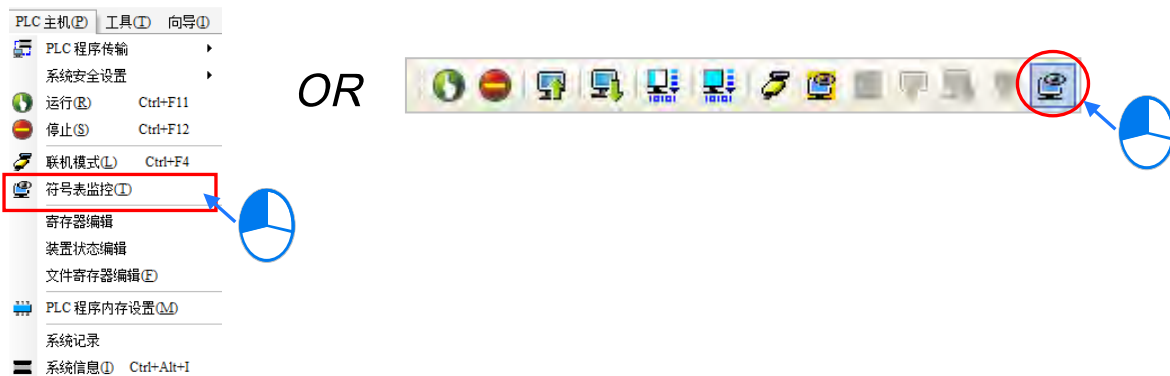 PLC 主机(P) 工具(T) 向导(I)
PLC 程序传输
系统安全设置
运行(R) Ctrl+F11
停止(S) Ctrl+F12
联机模式(L) Ctrl+F4
符号表监控(T)
寄存器编辑
装置状态编辑
文件寄存器编辑(F)
PLC 程序内存设置(M)
系统记录
系统信息(I) Ctrl+Alt+I
OR